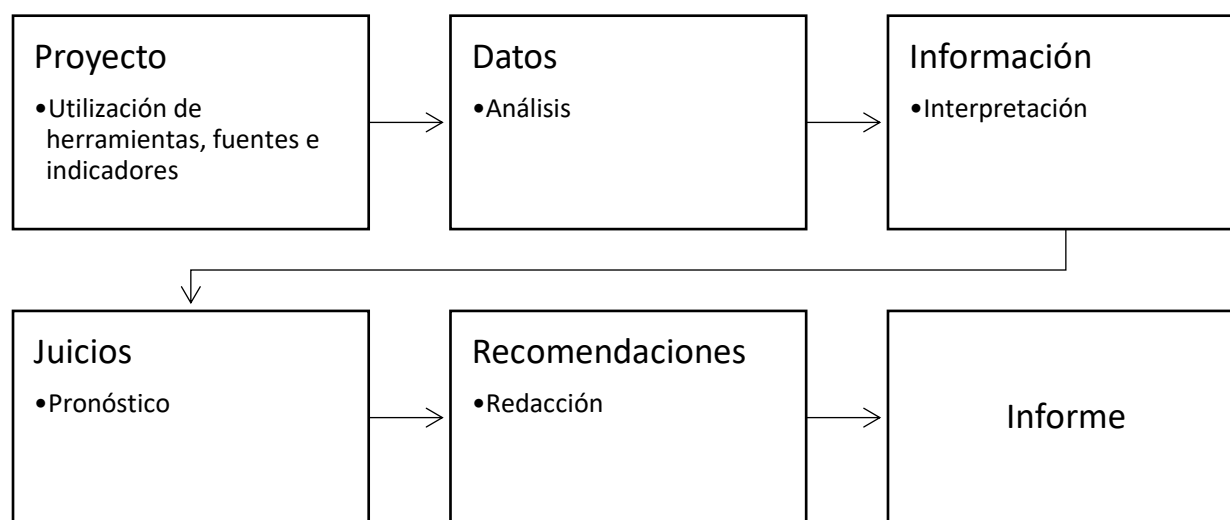 Proyecto
•Utilización de
herramientas, fuentes e
indicadores
Datos
•Análisis
Información
•Interpretación
Juicios
•Pronóstico
Recomendaciones
•Redacción
Informe